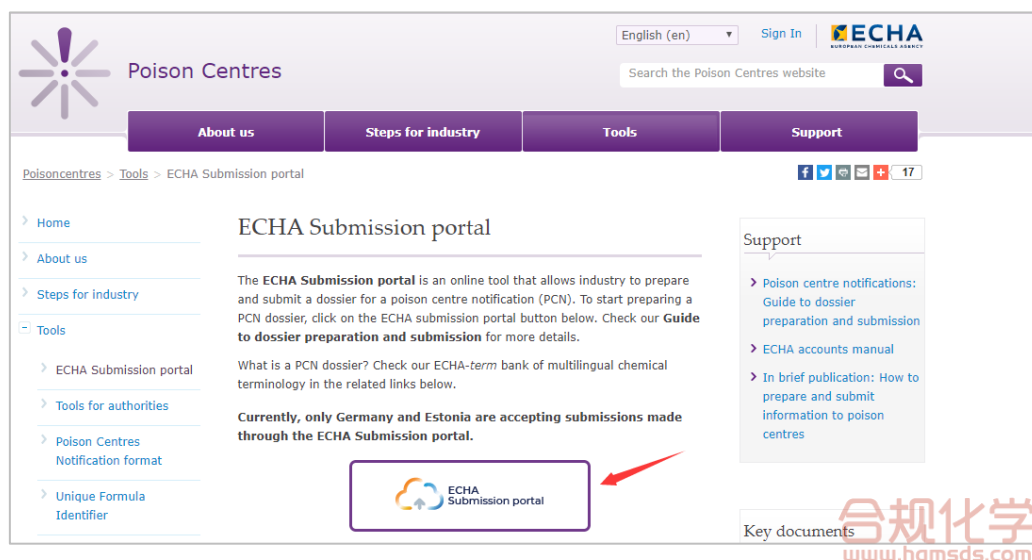 English (en)
Sign In
ECHA
EUROPEAN CHEMICALS AGENCY
Poison Centres
Search the Poison Centres website
About us
Steps for industry
Tools
Support
Poisoncentres > Tools > ECHA Submission portal
17
Home
About us
Steps for industry
Tools
ECHA Submission portal
Tools for authorities
Poison Centres
Notification format
Unique Formula
Identifier
ECHA Submission portal
The ECHA Submission portal is an online tool that allows industry to prepare
and submit a dossier for a poison centre notification (PCN). To start preparing a
PCN dossier, click on the ECHA submission portal button below. Check our Guide
to dossier preparation and submission for more details.
What is a PCN dossier? Check our ECHA-term bank of multilingual chemical
terminology in the related links below.
Currently, only Germany and Estonia are accepting submissions made
through the ECHA Submission portal.
ECHA
Submission portal
Support
Poison centre notifications:
Guide to dossier
preparation and submission
ECHA accounts manual
In brief publication: How to
prepare and submit
information to poison
centres
Key documents
合规化学
www.hgmsds.com